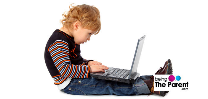 being
The Parent